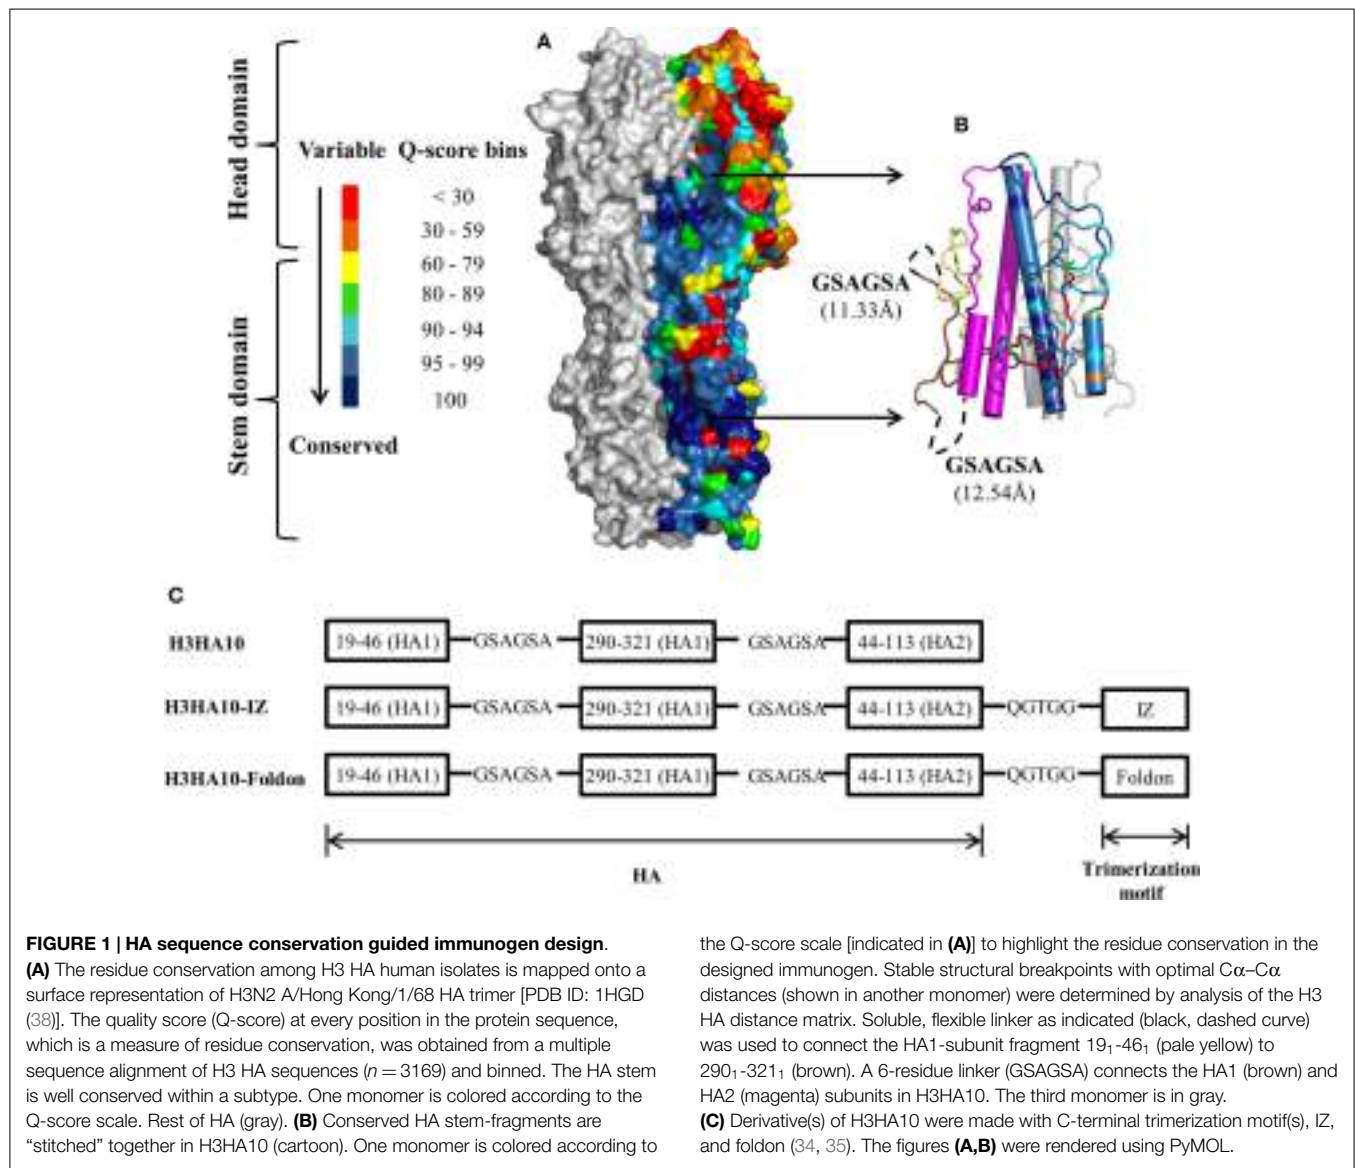 A
Head domain
Stem domain
Variable Q-score bins
< 30
30 - 59
60 - 79
80 - 89
90 - 94
95 - 99
100
Conserved
B
GSAGSA
(11.33Å)
GSAGSA
(12.54Å)
C
H3HA10
19-46 (HA1) GSAGSA 290-321 (HA1) GSAGSA 44-113 (HA2)
H3HA10-IZ
19-46 (HA1) GSAGSA 290-321 (HA1) GSAGSA 44-113 (HA2) QGTGG IZ
H3HA10-Foldon
19-46 (HA1) GSAGSA 290-321 (HA1) GSAGSA 44-113 (HA2) QGTGG Foldon
HA
Trimerization
motif
FIGURE 1 | HA sequence conservation guided immunogen design.
(A) The residue conservation among H3 HA human isolates is mapped onto a
surface representation of H3N2 A/Hong Kong/1/68 HA trimer [PDB ID: 1HGD
(38)]. The quality score (Q-score) at every position in the protein sequence,
which is a measure of residue conservation, was obtained from a multiple
sequence alignment of H3 HA sequences (n = 3169) and binned. The HA stem
is well conserved within a subtype. One monomer is colored according to the
Q-score scale. Rest of HA (gray). (B) Conserved HA stem-fragments are
“stitched” together in H3HA10 (cartoon). One monomer is colored according to
the Q-score scale [indicated in (A)] to highlight the residue conservation in the
designed immunogen. Stable structural breakpoints with optimal Cα–Cα
distances (shown in another monomer) were determined by analysis of the H3
HA distance matrix. Soluble, flexible linker as indicated (black, dashed curve)
was used to connect the HA1-subunit fragment 19₁-46₁ (pale yellow) to
290₁-321₁ (brown). A 6-residue linker (GSAGSA) connects the HA1 (brown) and
HA2 (magenta) subunits in H3HA10. The third monomer is in gray.
(C) Derivative(s) of H3HA10 were made with C-terminal trimerization motif(s), IZ,
and foldon (34, 35). The figures (A,B) were rendered using PyMOL.